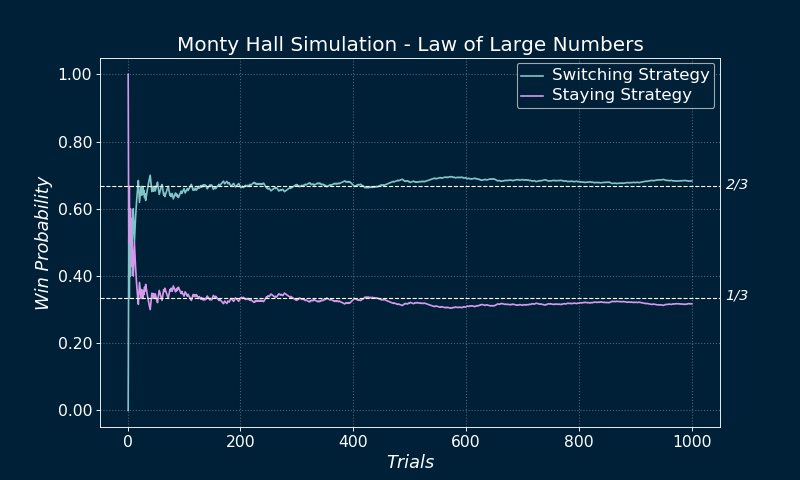 Monty Hall Simulation - Law of Large Numbers
Switching Strategy
Staying Strategy
1.00
0.80
0.60
0.40
0.20
0.00
Win Probability
2/3
1/3
0 200 400 600 800 1000
Trials